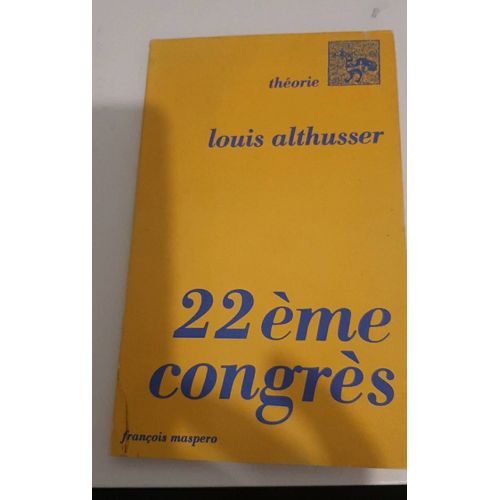 théorie
louis althusser
22ème
congrès
françois maspero